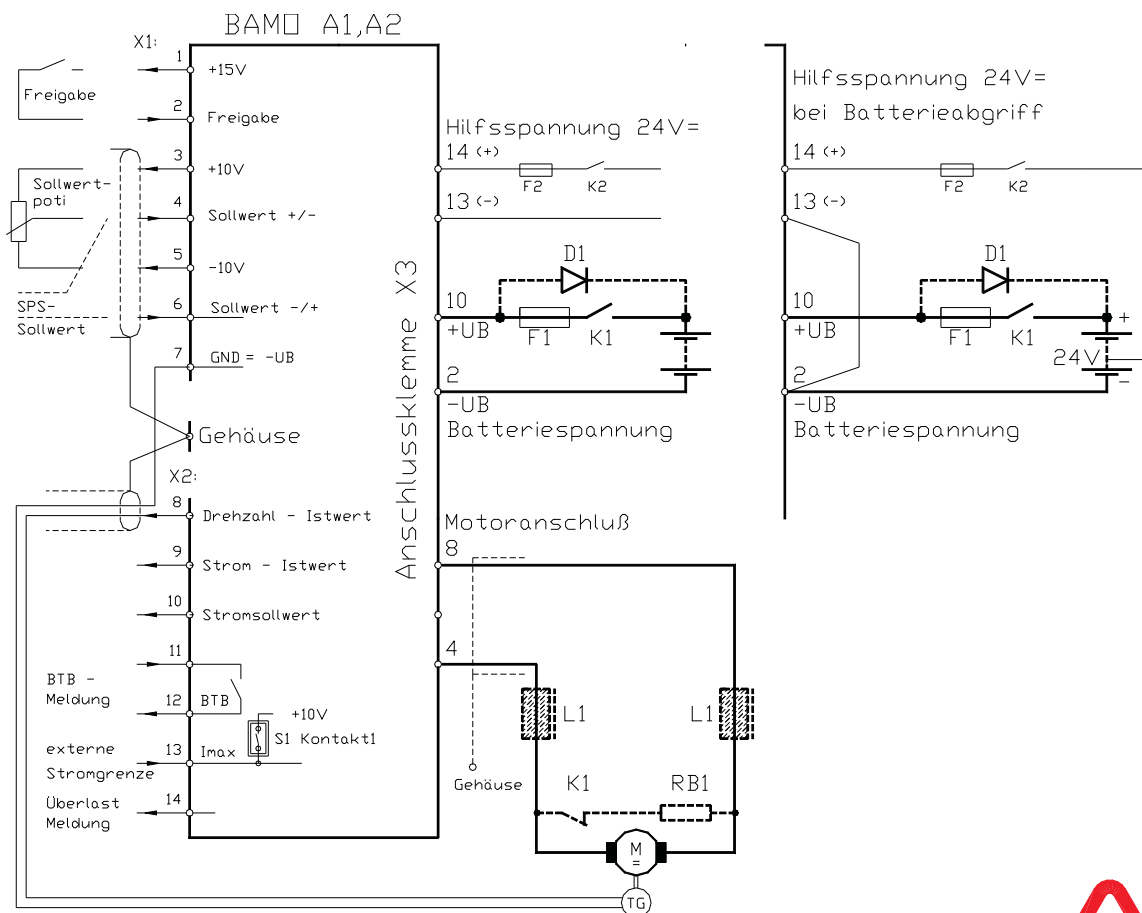 BAMO A1,A2
X1:
1
+15V
Freigabe
2
Freigabe
3
+10V
Sollwert-
poti
4
Sollwert +/-
5
-10V
SPS-
Sollwert
6
Sollwert -/+
7
GND = -UB
Gehäuse
X2:
8
Drehzahl - Istwert
9
Strom - Istwert
10
Stromsollwert
11
BTB -
Meldung
12
BTB
+10V
S1 Kontakt1
externe
Stromgrenze
13
Imax
Überlast
Meldung
14
Anschlussklemme X3
Hilfsspannung 24V=
14 (+)
F2
K2
13 (-)
D1
10
+UB
F1
K1
2
-UB
Batteriespannung
Motoranschluß
8
4
L1
L1
Gehäuse
K1
RB1
M
=
TG
Hilfsspannung 24V=
bei Batterieabgriff
14 (+)
F2
K2
13 (-)
D1
10
+UB
F1
K1
+
24V
-
2
-UB
Batteriespannung